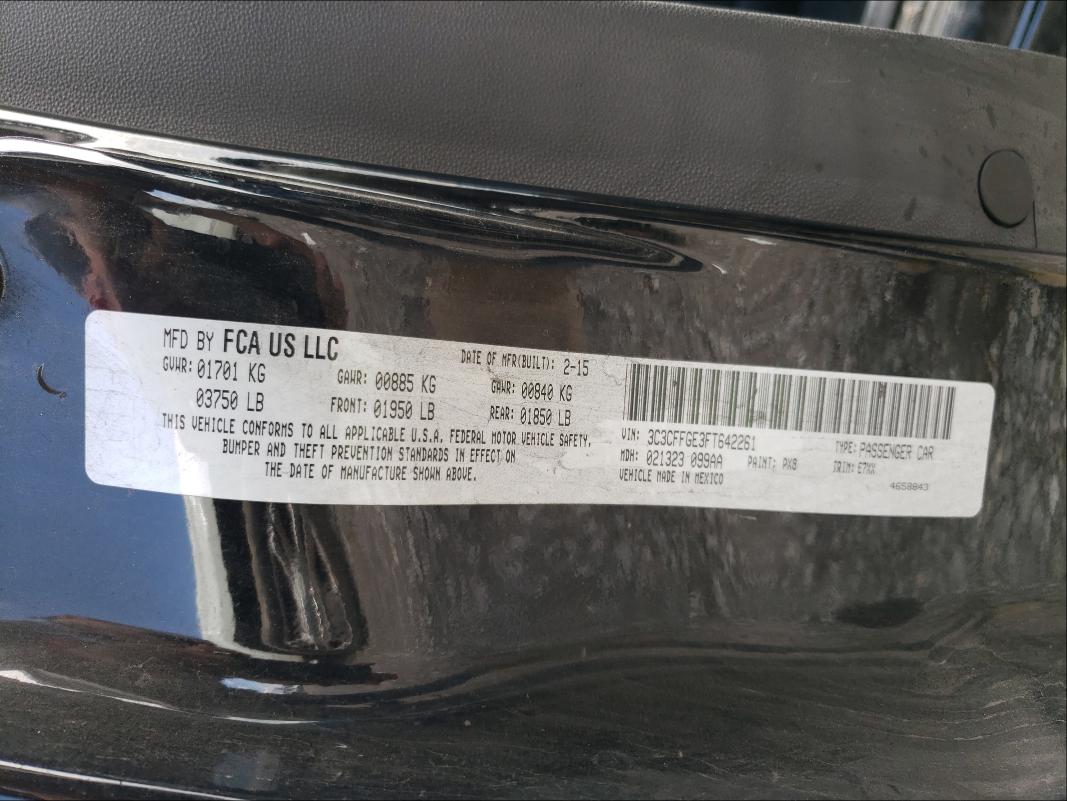 MFD BY FCA US LLC
DATE OF MFR(BUILT): 2-15
GVWR: 01701 KG
GAWR: 00885 KG
GAWR: 00840 KG
03750 LB
FRONT: 01950 LB
REAR: 01850 LB
THIS VEHICLE CONFORMS TO ALL APPLICABLE U.S.A. FEDERAL MOTOR VEHICLE SAFETY,
BUMPER AND THEFT PREVENTION STANDARDS IN EFFECT ON
THE DATE OF MANUFACTURE SHOWN ABOVE.
VIN: 3C3CFFGE3FT642261
TYPE: PASSENGER CAR
MDH: 021323 099AA
PAINT: PX8
TRIM: E7XX
VEHICLE MADE IN MEXICO
4658843